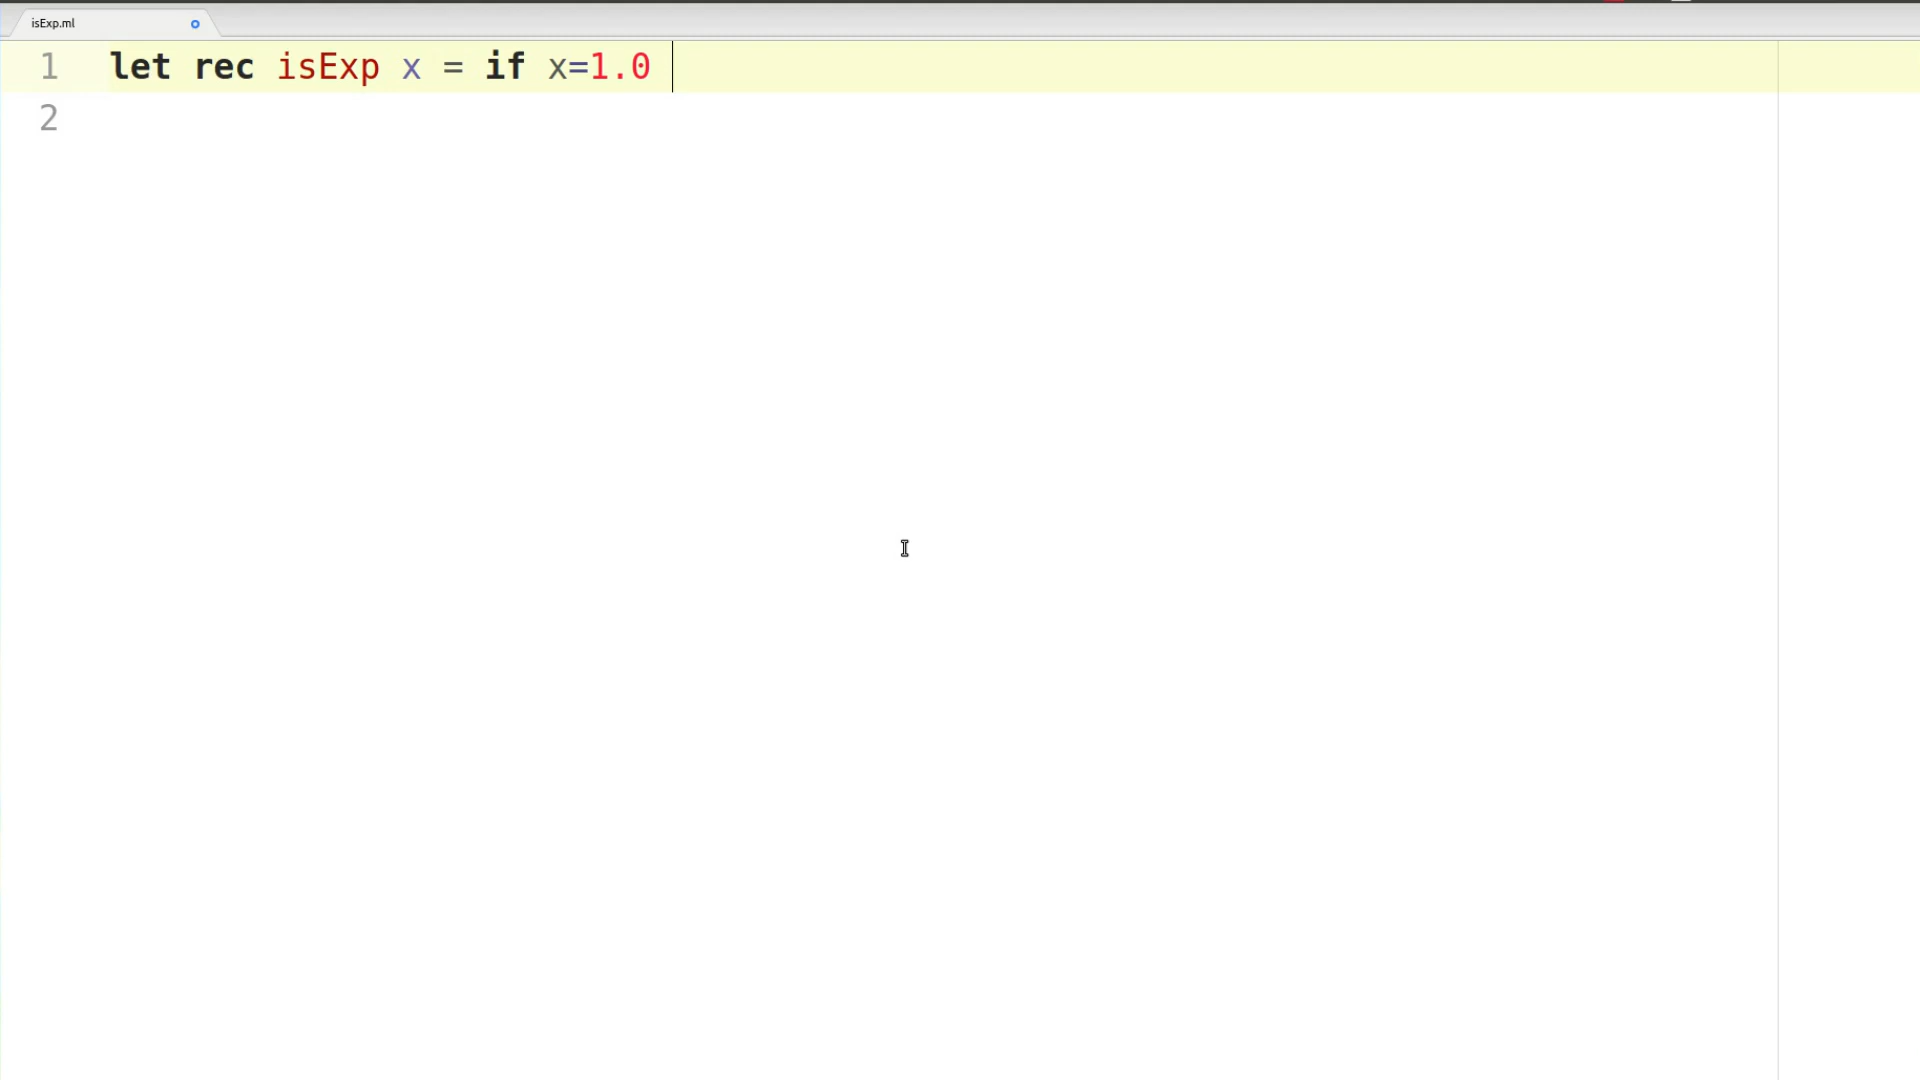 isExp.ml
1 let rec isExp x = if x=1.0
2